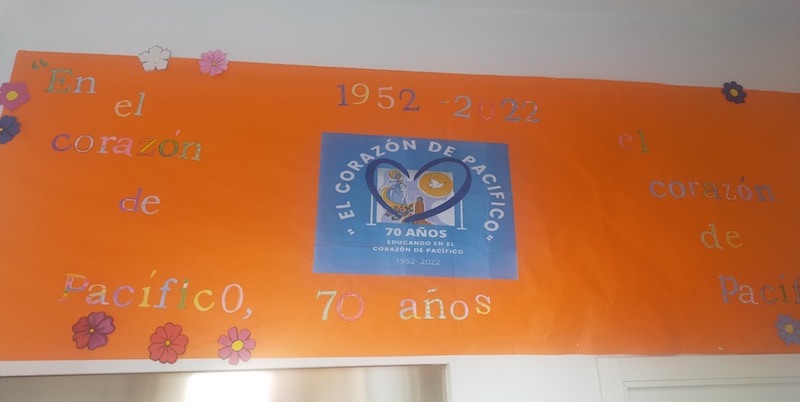 "En
el
corazón
de
Pacífico, 70 años
1952 -2022
"EL CORAZÓN DE PACIFICO"
70 AÑOS
EDUCANDO EN EL
CORAZÓN DE PACÍFICO
1952- 2022
el
corazón
de
Pacíf